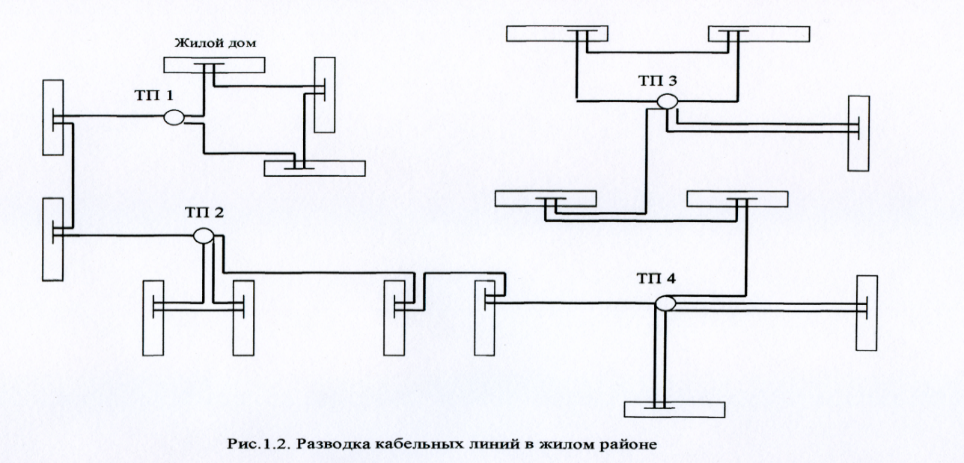 Жилой дом
ТП 1
ТП 3
ТП 2
ТП 4
Рис.1.2. Разводка кабельных линий в жилом районе